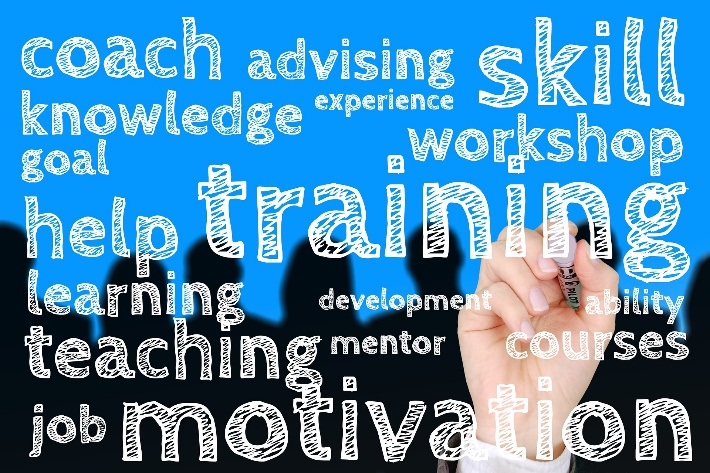 coach advising skill
knowledge experience
goal workshop
help training
learning development ability
teaching mentor courses
job motivation